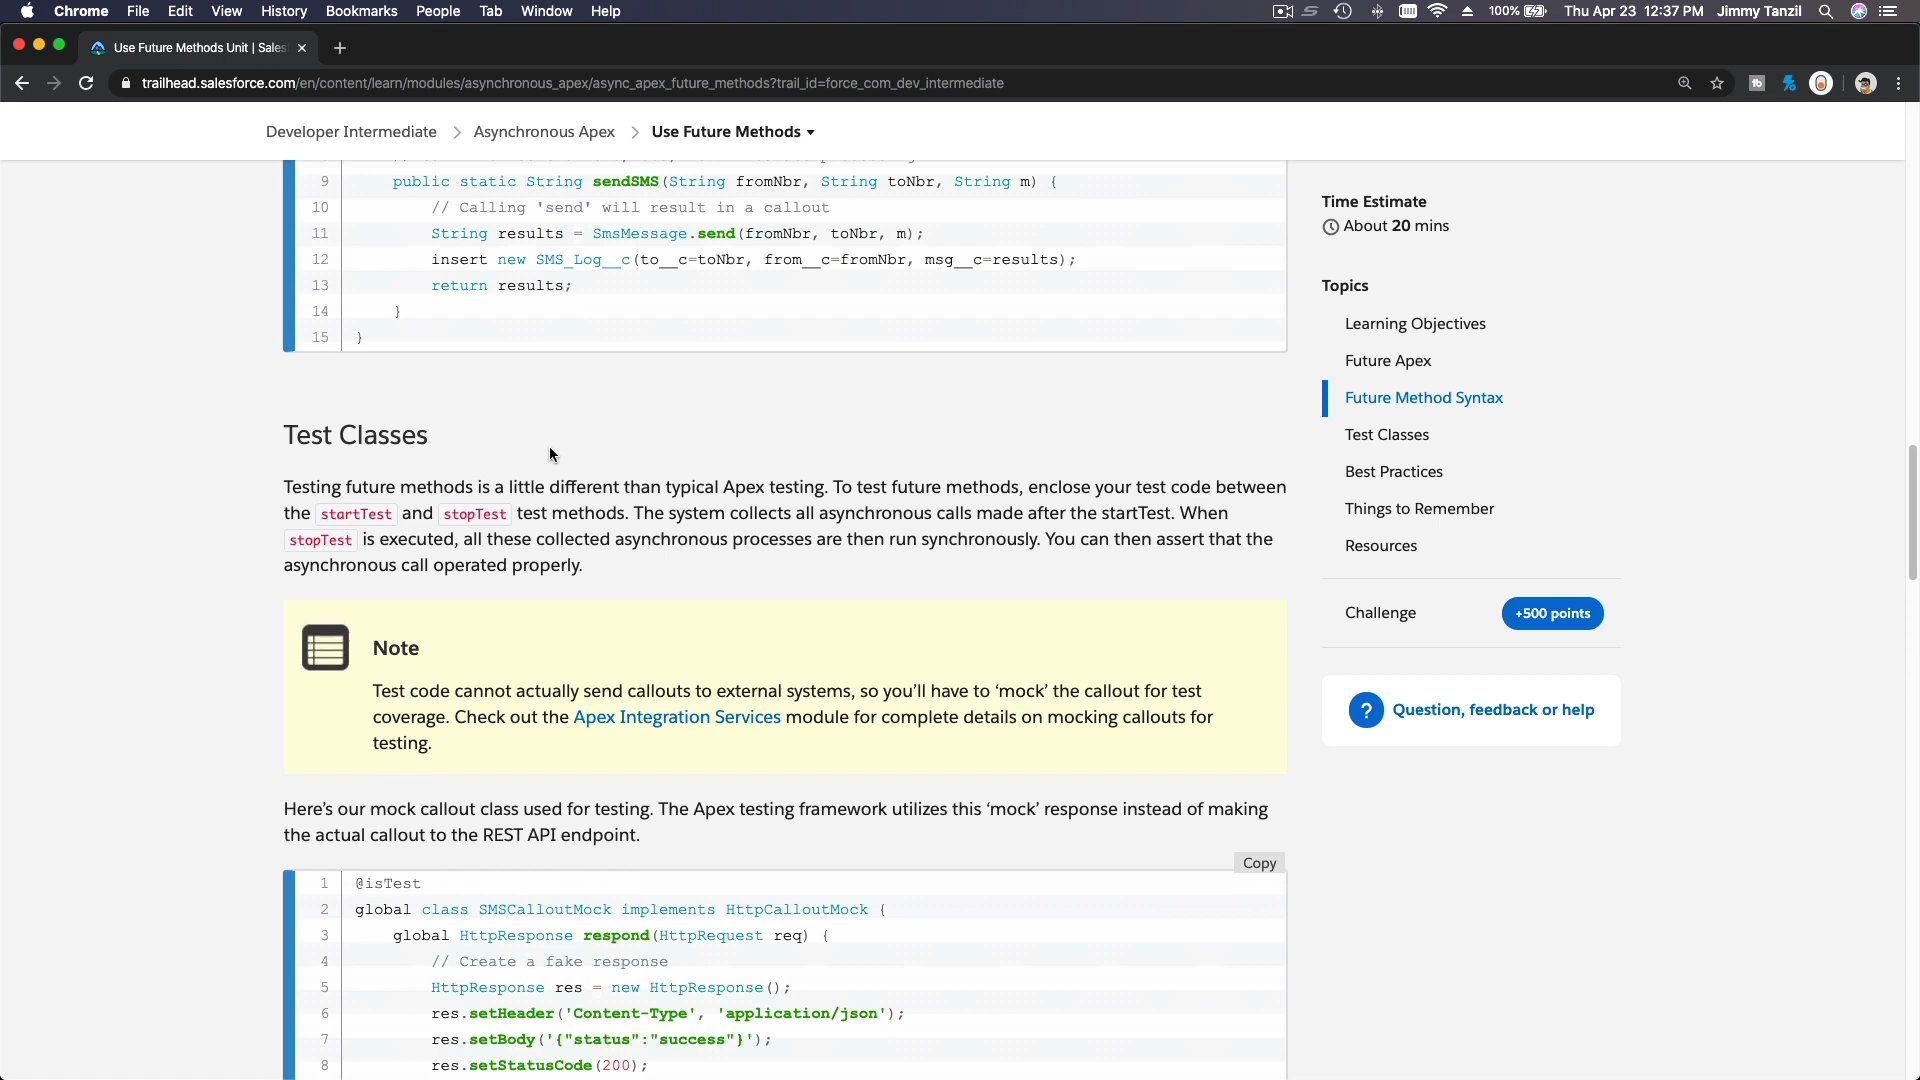 Chrome File Edit View History Bookmarks People Tab Window Help 100% Thu Apr 23 12:37 PM Jimmy Tanzil
Use Future Methods Unit | Sales
trailhead.salesforce.com/en/content/learn/modules/asynchronous_apex/async_apex_future_methods?trail_id=force_com_dev_intermediate
Developer Intermediate > Asynchronous Apex > Use Future Methods
9 public static String sendSMS(String fromNbr, String toNbr, String m) {
10 // Calling 'send' will result in a callout
11 String results = SmsMessage.send(fromNbr, toNbr, m);
12 insert new SMS_Log__c(to__c=toNbr, from__c=fromNbr, msg__c=results);
13 return results;
14 }
15 }
Test Classes
Testing future methods is a little different than typical Apex testing. To test future methods, enclose your test code between
the startTest and stopTest test methods. The system collects all asynchronous calls made after the startTest. When
stopTest is executed, all these collected asynchronous processes are then run synchronously. You can then assert that the
asynchronous call operated properly.
Note
Test code cannot actually send callouts to external systems, so you’ll have to ‘mock’ the callout for test
coverage. Check out the Apex Integration Services module for complete details on mocking callouts for
testing.
Here’s our mock callout class used for testing. The Apex testing framework utilizes this ‘mock’ response instead of making
the actual callout to the REST API endpoint.
Copy
1 @isTest
2 global class SMSCalloutMock implements HttpCalloutMock {
3 global HttpResponse respond(HttpRequest req) {
4 // Create a fake response
5 HttpResponse res = new HttpResponse();
6 res.setHeader('Content-Type', 'application/json');
7 res.setBody('{"status":"success"}');
8 res.setStatusCode(200);
Time Estimate
About 20 mins
Topics
Learning Objectives
Future Apex
Future Method Syntax
Test Classes
Best Practices
Things to Remember
Resources
Challenge +500 points
? Question, feedback or help